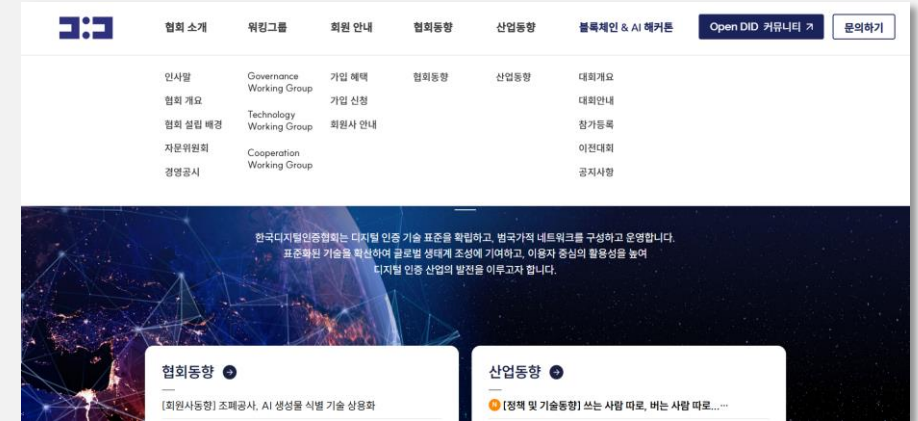 협회 소개 워킹그룹 회원 안내 협회동향 산업동향 블록체인 & AI 해커톤 Open DID 커뮤니티 ↗ 문의하기
인사말
협회 개요
협회 설립 배경
자문위원회
경영공시
Governance
Working Group
Technology
Working Group
Cooperation
Working Group
가입 혜택
가입 신청
회원사 안내
협회동향
산업동향
대회개요
대회안내
참가등록
이전대회
공지사항
한국디지털인증협회는 디지털 인증 기술 표준을 확립하고, 범국가적 네트워크를 구성하고 운영합니다.
표준화된 기술을 확산하여 글로벌 생태계 조성에 기여하고, 이용자 중심의 활용성을 높여
디지털 인증 산업의 발전을 이루고자 합니다.
협회동향
[회원사동향] 조폐공사, AI 생성물 식별 기술 상용화
산업동향
N [정책 및 기술동향] 쓰는 사람 따로, 버는 사람 따로...…